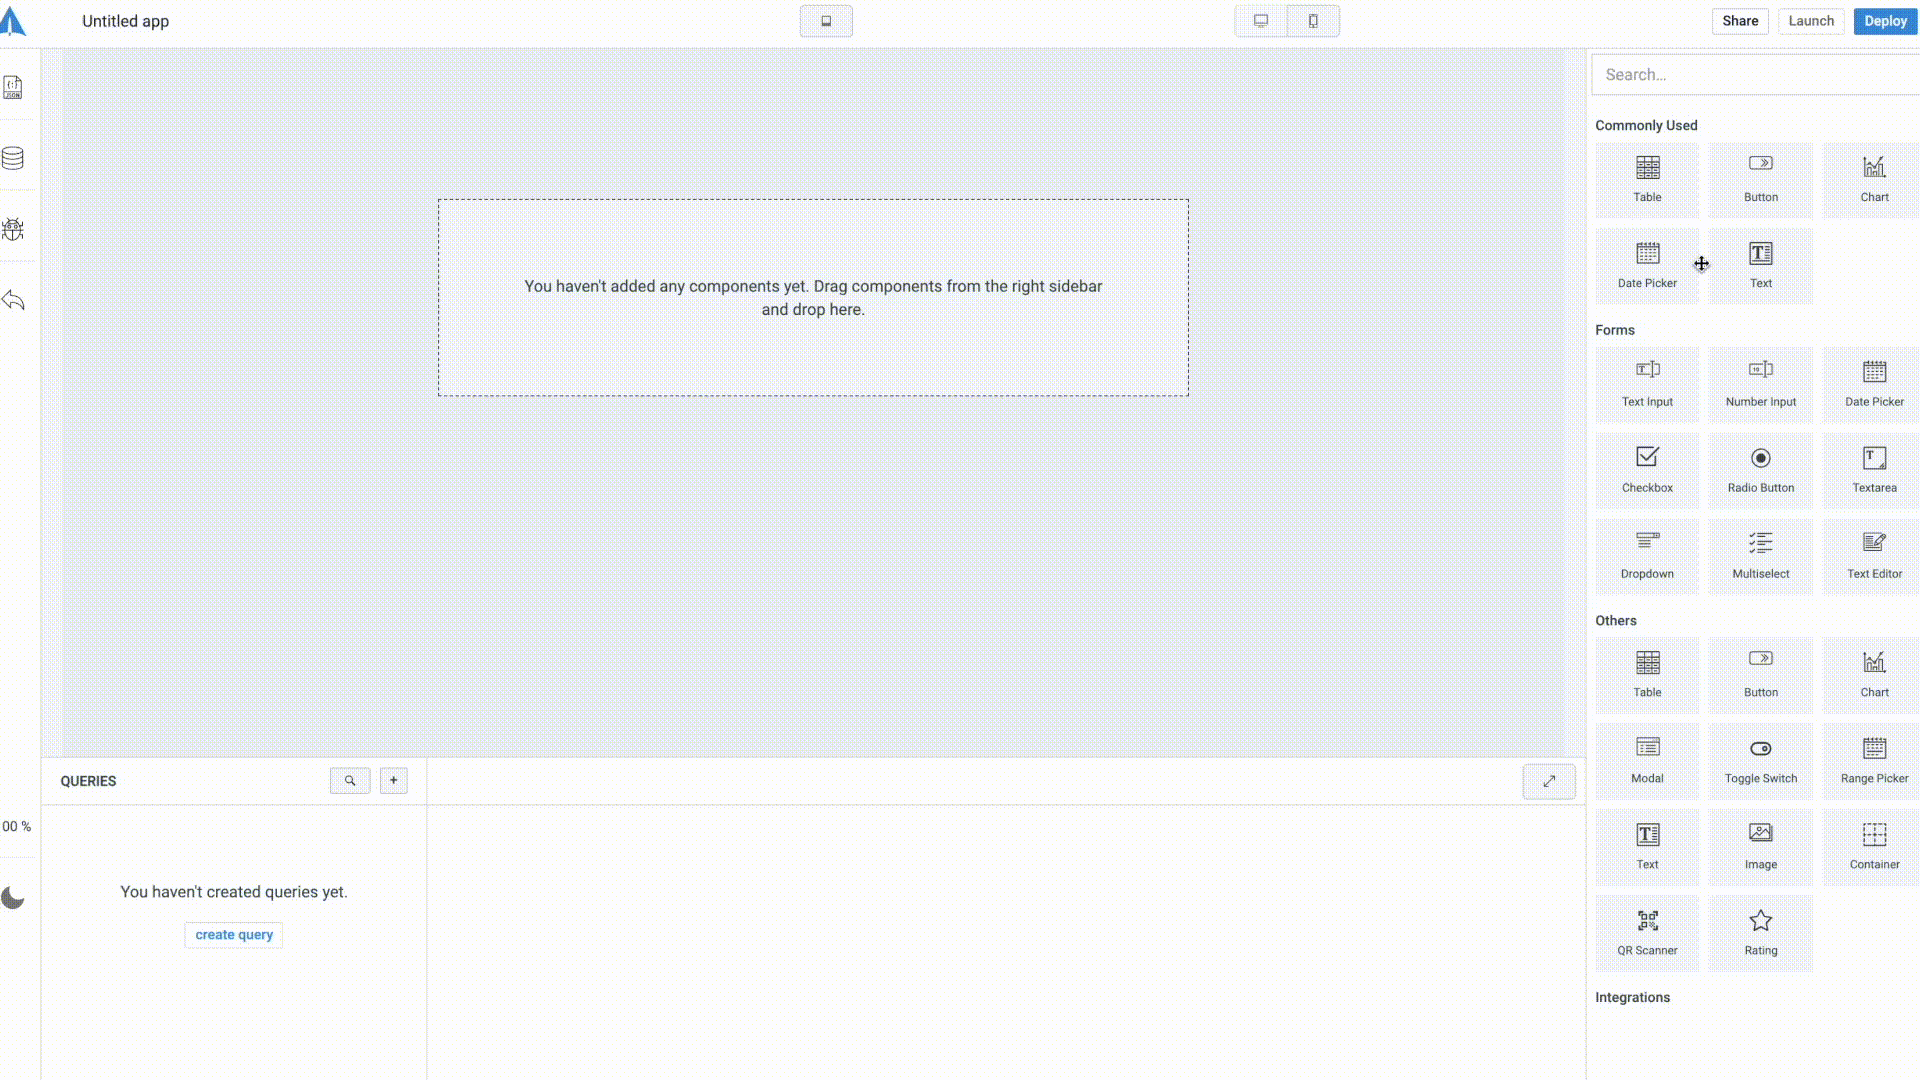 Untitled app
Share
Launch
Deploy
{:}
JSON
Search...
Commonly Used
Table
Button
Chart
Date Picker
Text
You haven't added any components yet. Drag components from the right sidebar
and drop here.
Forms
Text Input
Number Input
Date Picker
Checkbox
Radio Button
Textarea
Dropdown
Multiselect
Text Editor
Others
Table
Button
Chart
Modal
Toggle Switch
Range Picker
Text
Image
Container
QR Scanner
Rating
Integrations
QUERIES
+
00 %
You haven't created queries yet.
create query